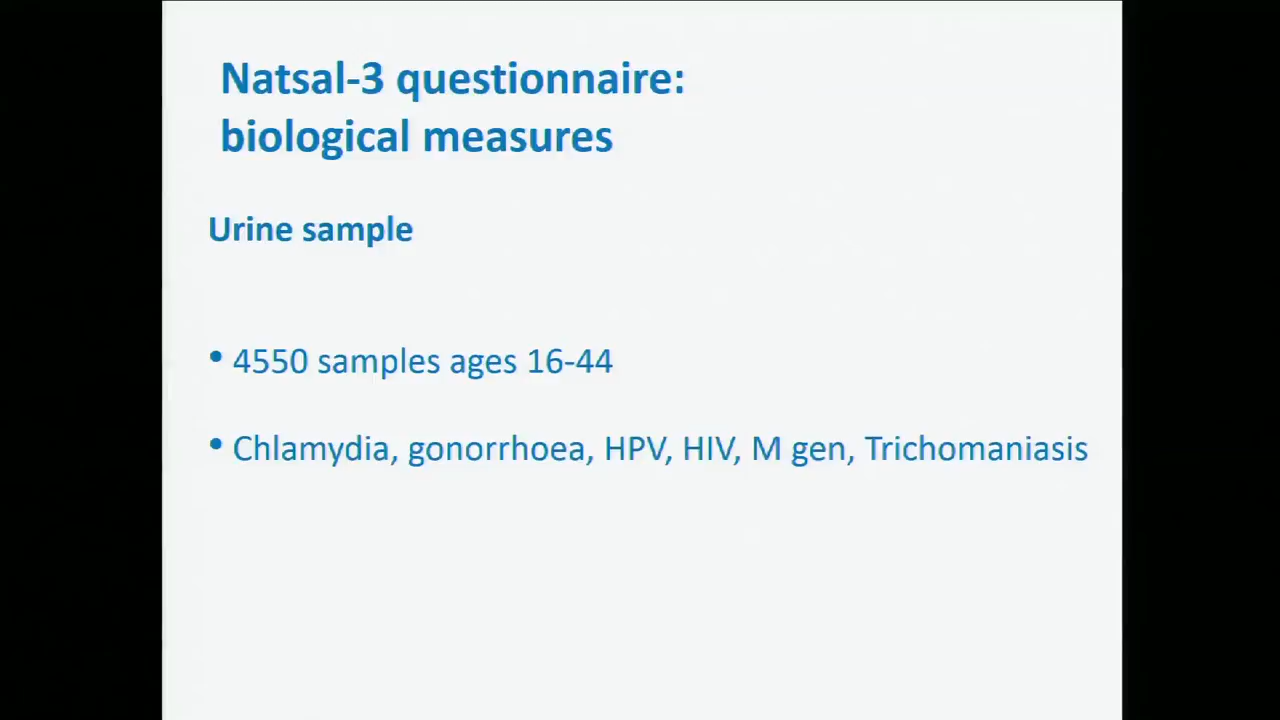 Natsal-3 questionnaire:
biological measures
Urine sample
• 4550 samples ages 16-44
• Chlamydia, gonorrhoea, HPV, HIV, M gen, Trichomaniasis